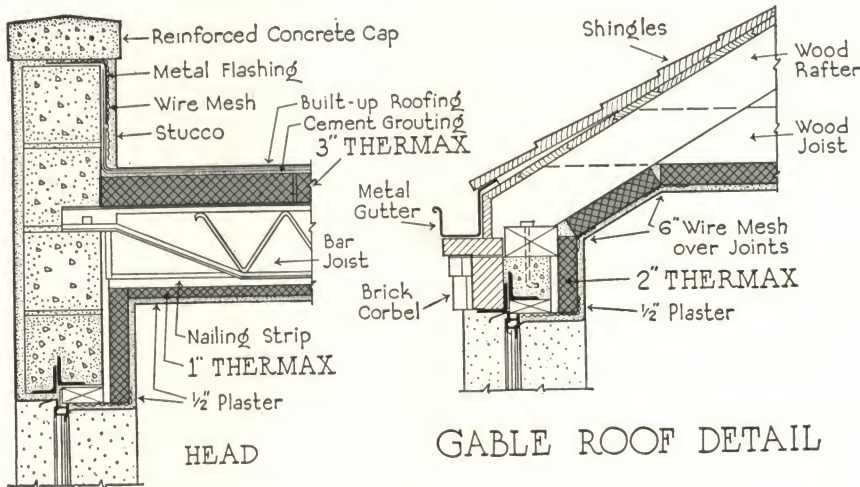 Reinforced Concrete Cap
Metal Flashing
Wire Mesh
Stucco
Built-up Roofing
Cement Grouting
3" THERMAX
Bar
Joist
Nailing Strip
1" THERMAX
½" Plaster
HEAD
Shingles
Wood
Rafter
Wood
Joist
Metal
Gutter
6" Wire Mesh
over Joints
2" THERMAX
Brick
Corbel
½" Plaster
GABLE ROOF DETAIL